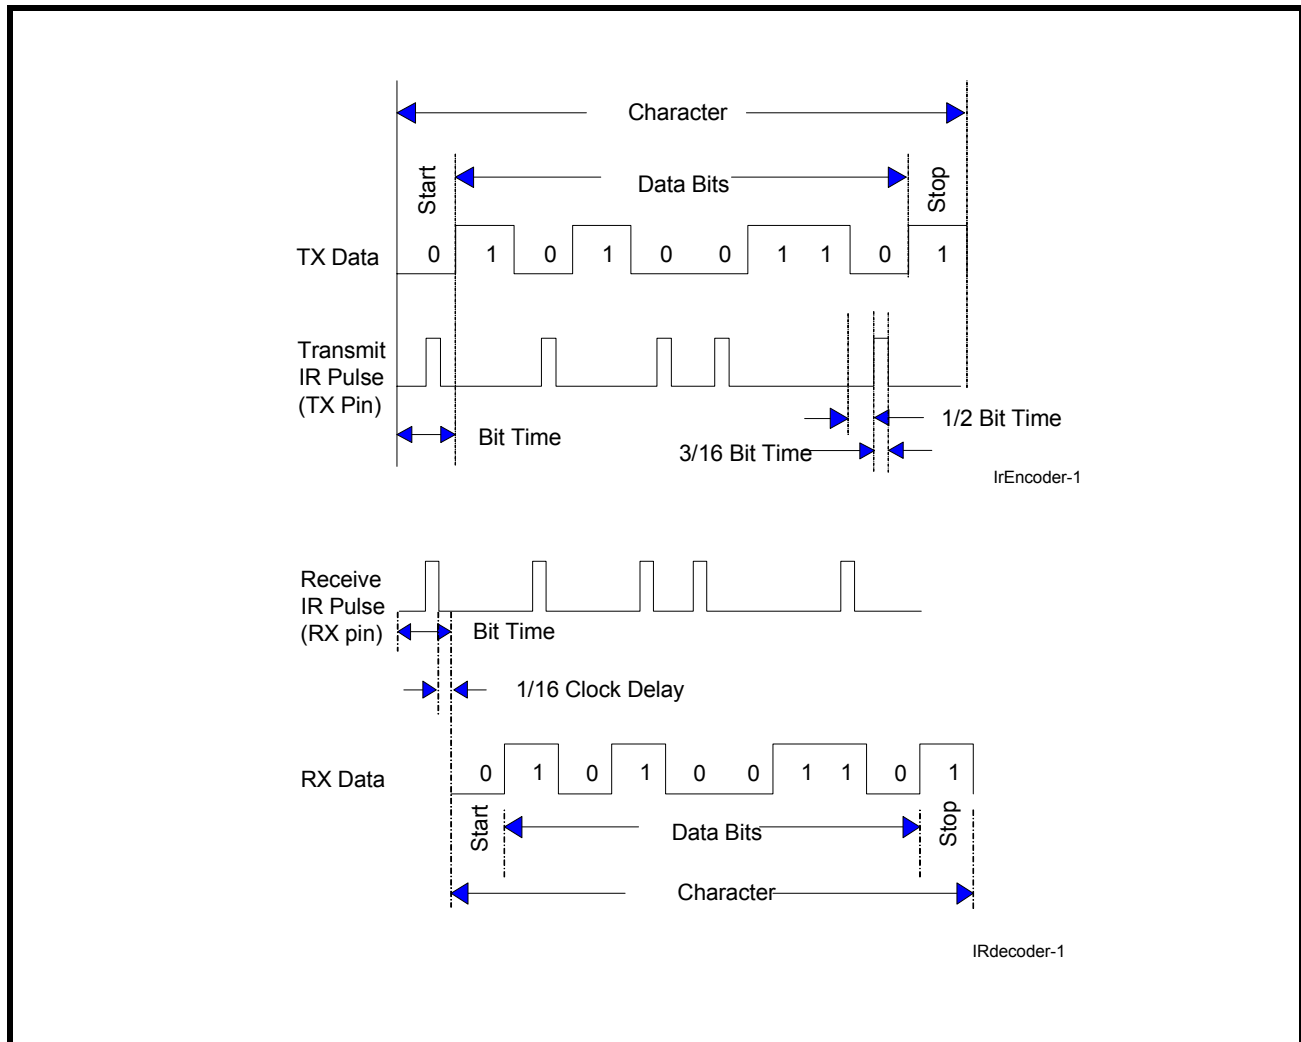 Character
Start
Data Bits
Stop
TX Data 0 1 0 1 0 0 1 1 0 1
Transmit
IR Pulse
(TX Pin)
Bit Time
1/2 Bit Time
3/16 Bit Time
IrEncoder-1
Receive
IR Pulse
(RX pin)
Bit Time
1/16 Clock Delay
RX Data 0 1 0 1 0 0 1 1 0 1
Start
Data Bits
Stop
Character
IRdecoder-1